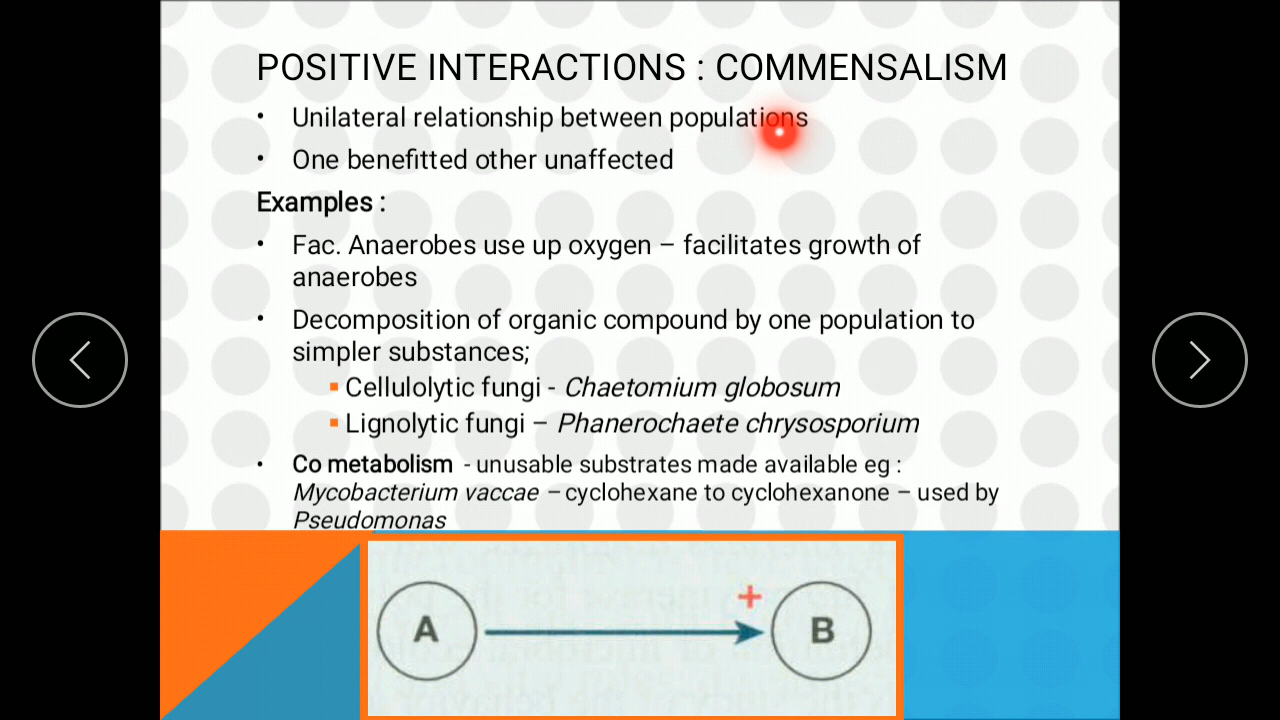 POSITIVE INTERACTIONS : COMMENSALISM
• Unilateral relationship between populations
• One benefitted other unaffected
Examples :
• Fac. Anaerobes use up oxygen – facilitates growth of
anaerobes
• Decomposition of organic compound by one population to
simpler substances;
▪ Cellulolytic fungi - Chaetomium globosum
▪ Lignolytic fungi – Phanerochaete chrysosporium
• Co metabolism - unusable substrates made available eg :
Mycobacterium vaccae – cyclohexane to cyclohexanone – used by
Pseudomonas
A + B